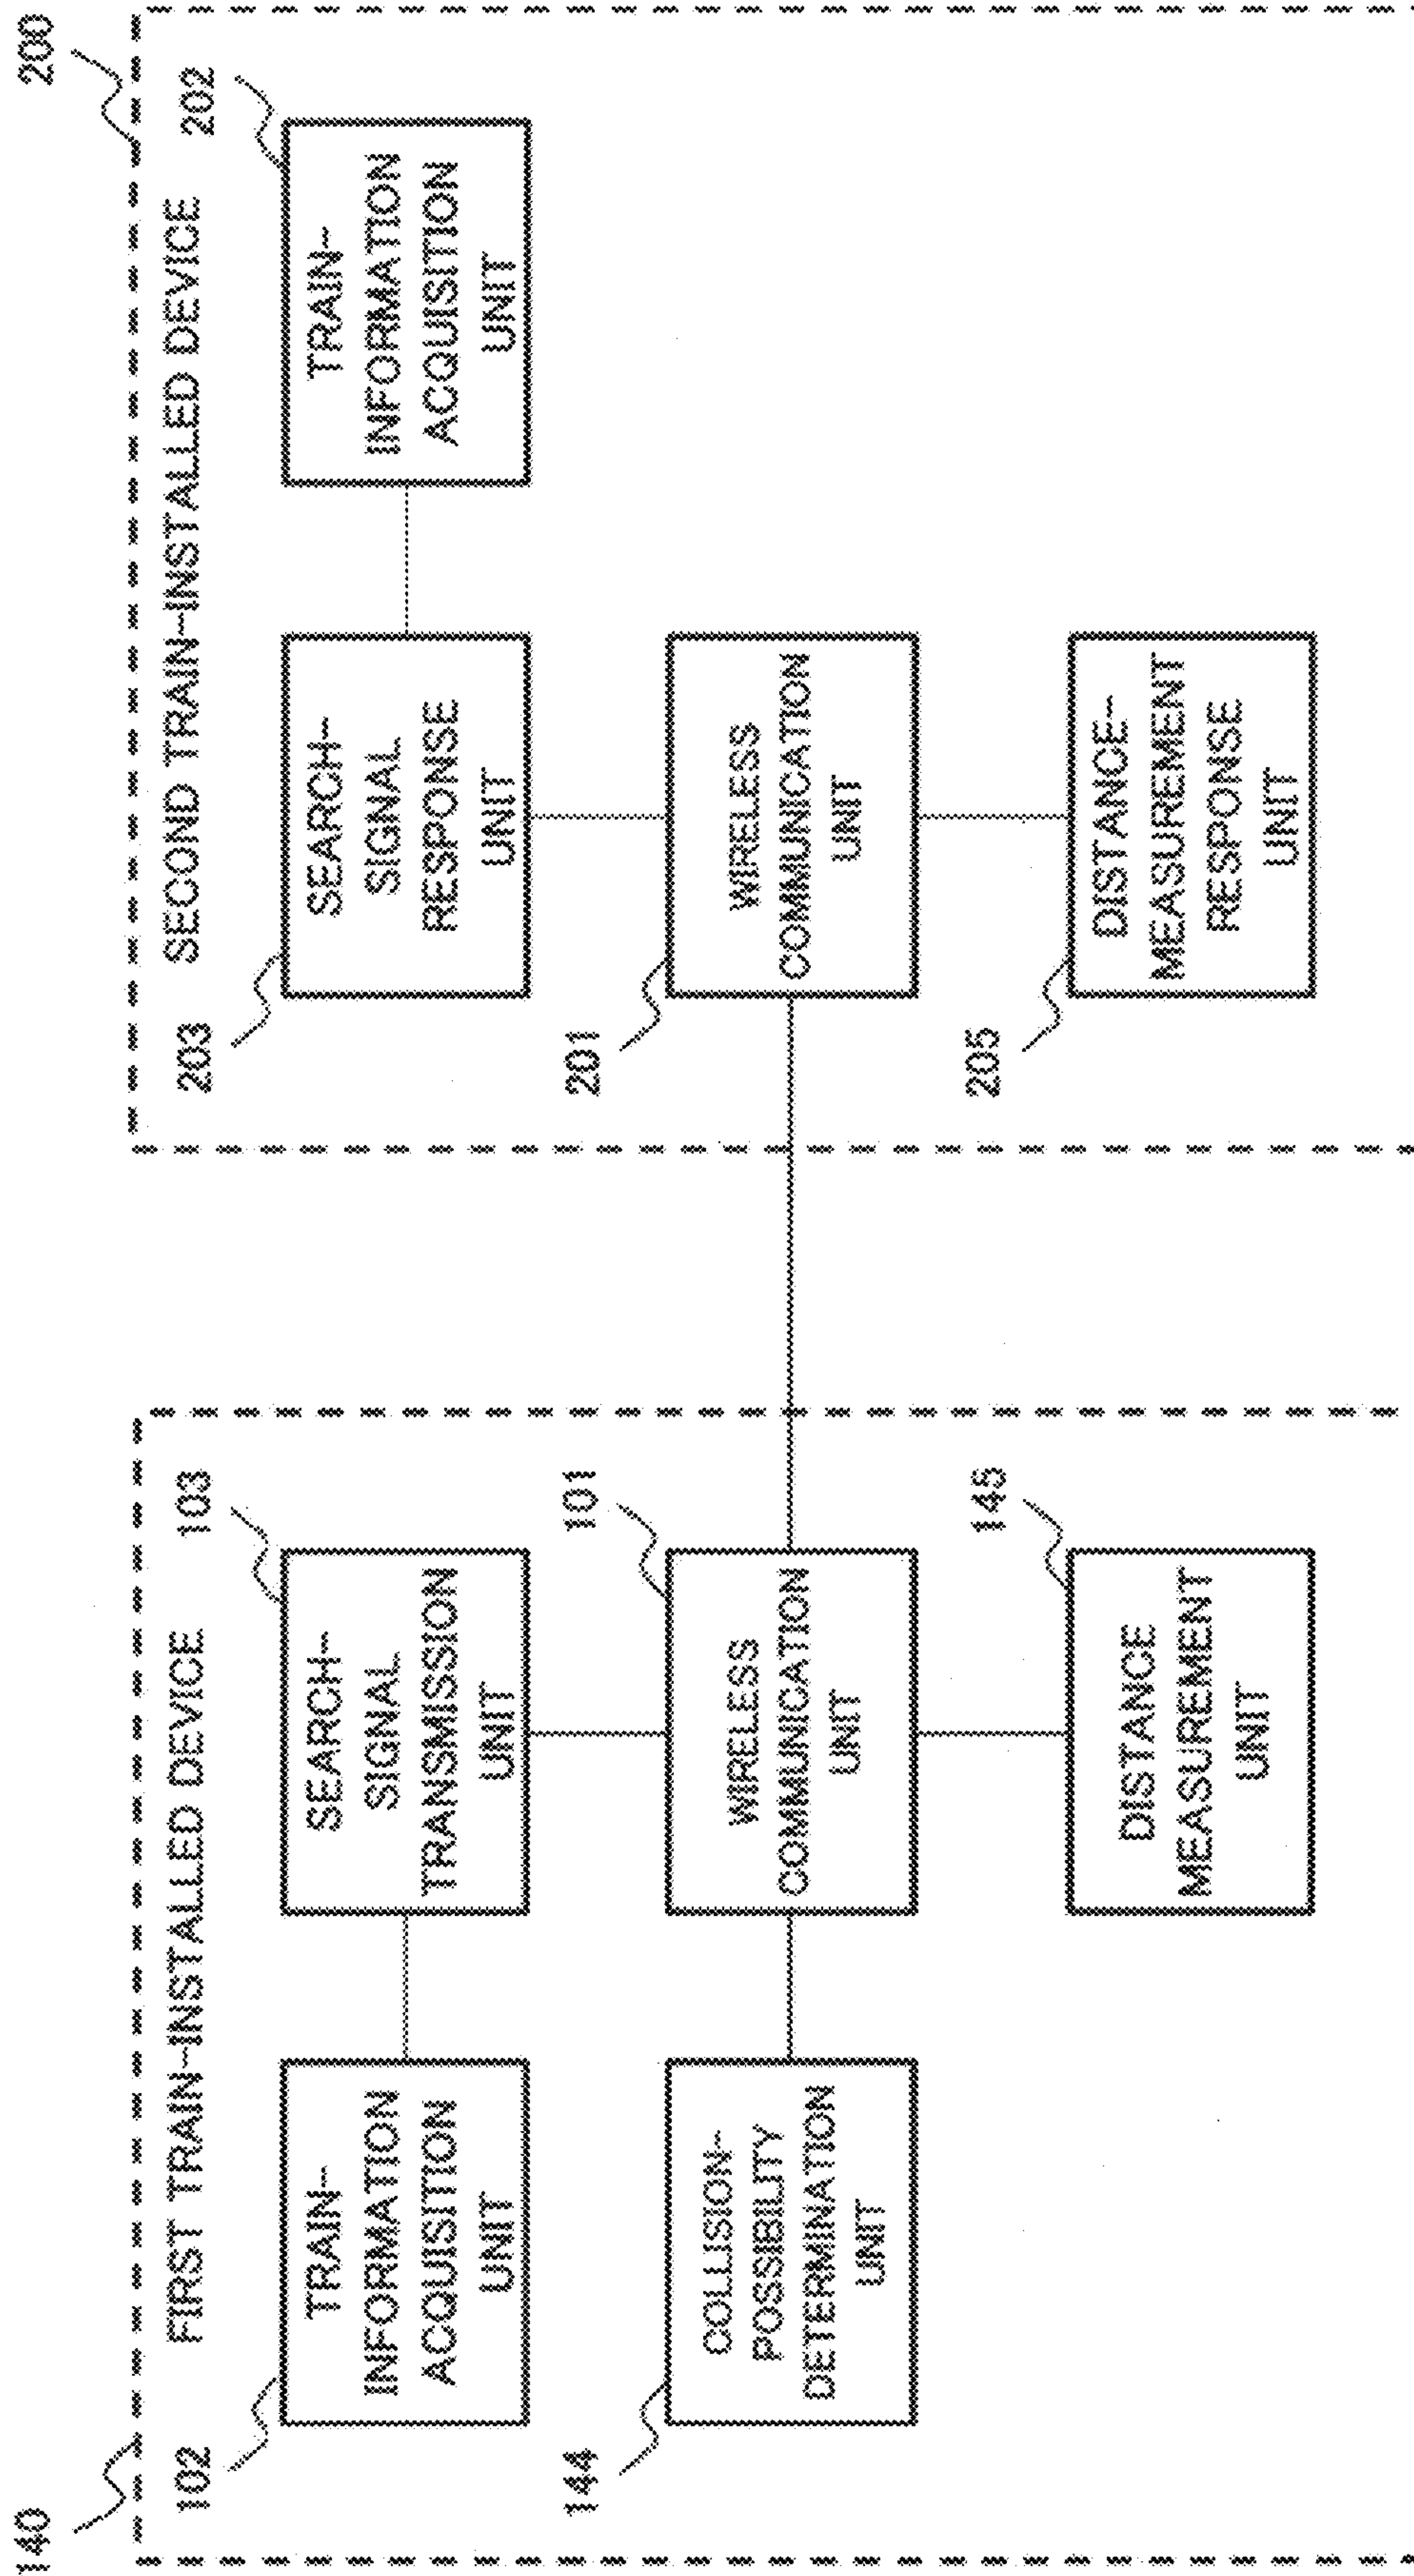 140
FIRST TRAIN-INSTALLED DEVICE
102
TRAIN-
INFORMATION
ACQUISITION
UNIT
103
SEARCH-
SIGNAL
TRANSMISSION
UNIT
144
COLLISION-
POSSIBILITY
DETERMINATION
UNIT
101
WIRELESS
COMMUNICATION
UNIT
145
DISTANCE
MEASUREMENT
UNIT
200
SECOND TRAIN-INSTALLED DEVICE
203
SEARCH-
SIGNAL
RESPONSE
UNIT
202
TRAIN-
INFORMATION
ACQUISITION
UNIT
201
WIRELESS
COMMUNICATION
UNIT
205
DISTANCE-
MEASUREMENT
RESPONSE
UNIT